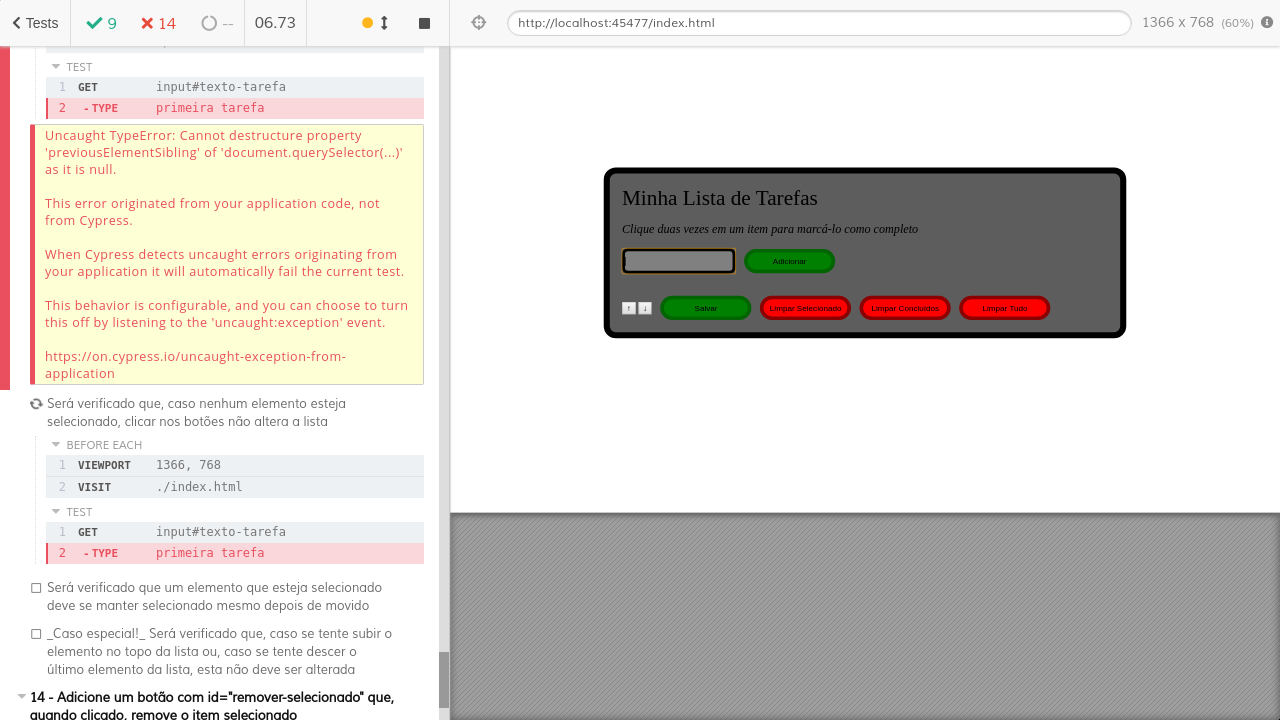 Tests 9 14 -- 06.73 http://localhost:45477/index.html 1366 x 768 (60%)
TEST
1 GET input#texto-tarefa
2 - TYPE primeira tarefa
Uncaught TypeError: Cannot destructure property
'previousElementSibling' of 'document.querySelector(...)'
as it is null.
This error originated from your application code, not
from Cypress.
When Cypress detects uncaught errors originating from
your application it will automatically fail the current test.
This behavior is configurable, and you can choose to turn
this off by listening to the 'uncaught:exception' event.
https://on.cypress.io/uncaught-exception-from-
application
Será verificado que, caso nenhum elemento esteja
selecionado, clicar nos botões não altera a lista
BEFORE EACH
1 VIEWPORT 1366, 768
2 VISIT ./index.html
TEST
1 GET input#texto-tarefa
2 - TYPE primeira tarefa
Será verificado que um elemento que esteja selecionado
deve se manter selecionado mesmo depois de movido
_Caso especial!_ Será verificado que, caso se tente subir o
elemento no topo da lista ou, caso se tente descer o
último elemento da lista, esta não deve ser alterada
14 - Adicione um botão com id="remover-selecionado" que,
quando clicado, remove o item selecionado
Minha Lista de Tarefas
Clique duas vezes em um item para marcá-lo como completo
Adicionar
↑ ↓ Salvar Limpar Selecionado Limpar Concluidos Limpar Tudo